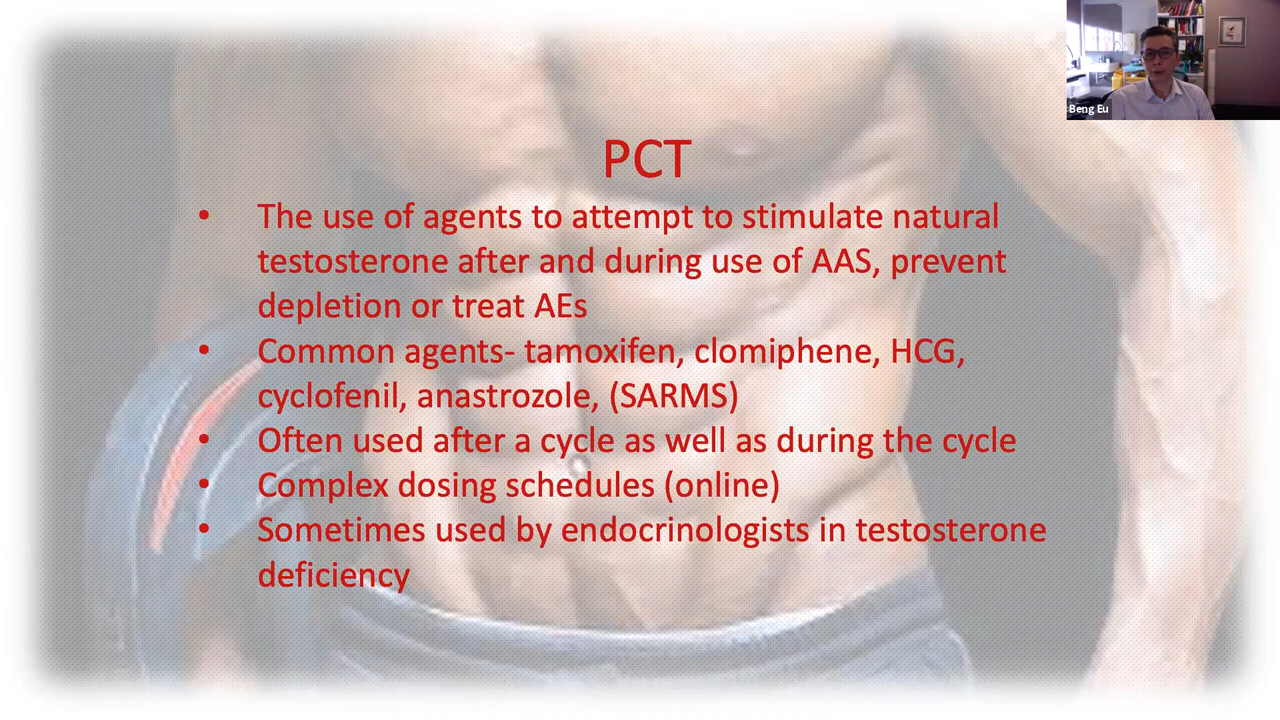 Beng Eu
PCT
• The use of agents to attempt to stimulate natural
testosterone after and during use of AAS, prevent
depletion or treat AEs
• Common agents- tamoxifen, clomiphene, HCG,
cyclofenil, anastrozole, (SARMS)
• Often used after a cycle as well as during the cycle
• Complex dosing schedules (online)
• Sometimes used by endocrinologists in testosterone
deficiency